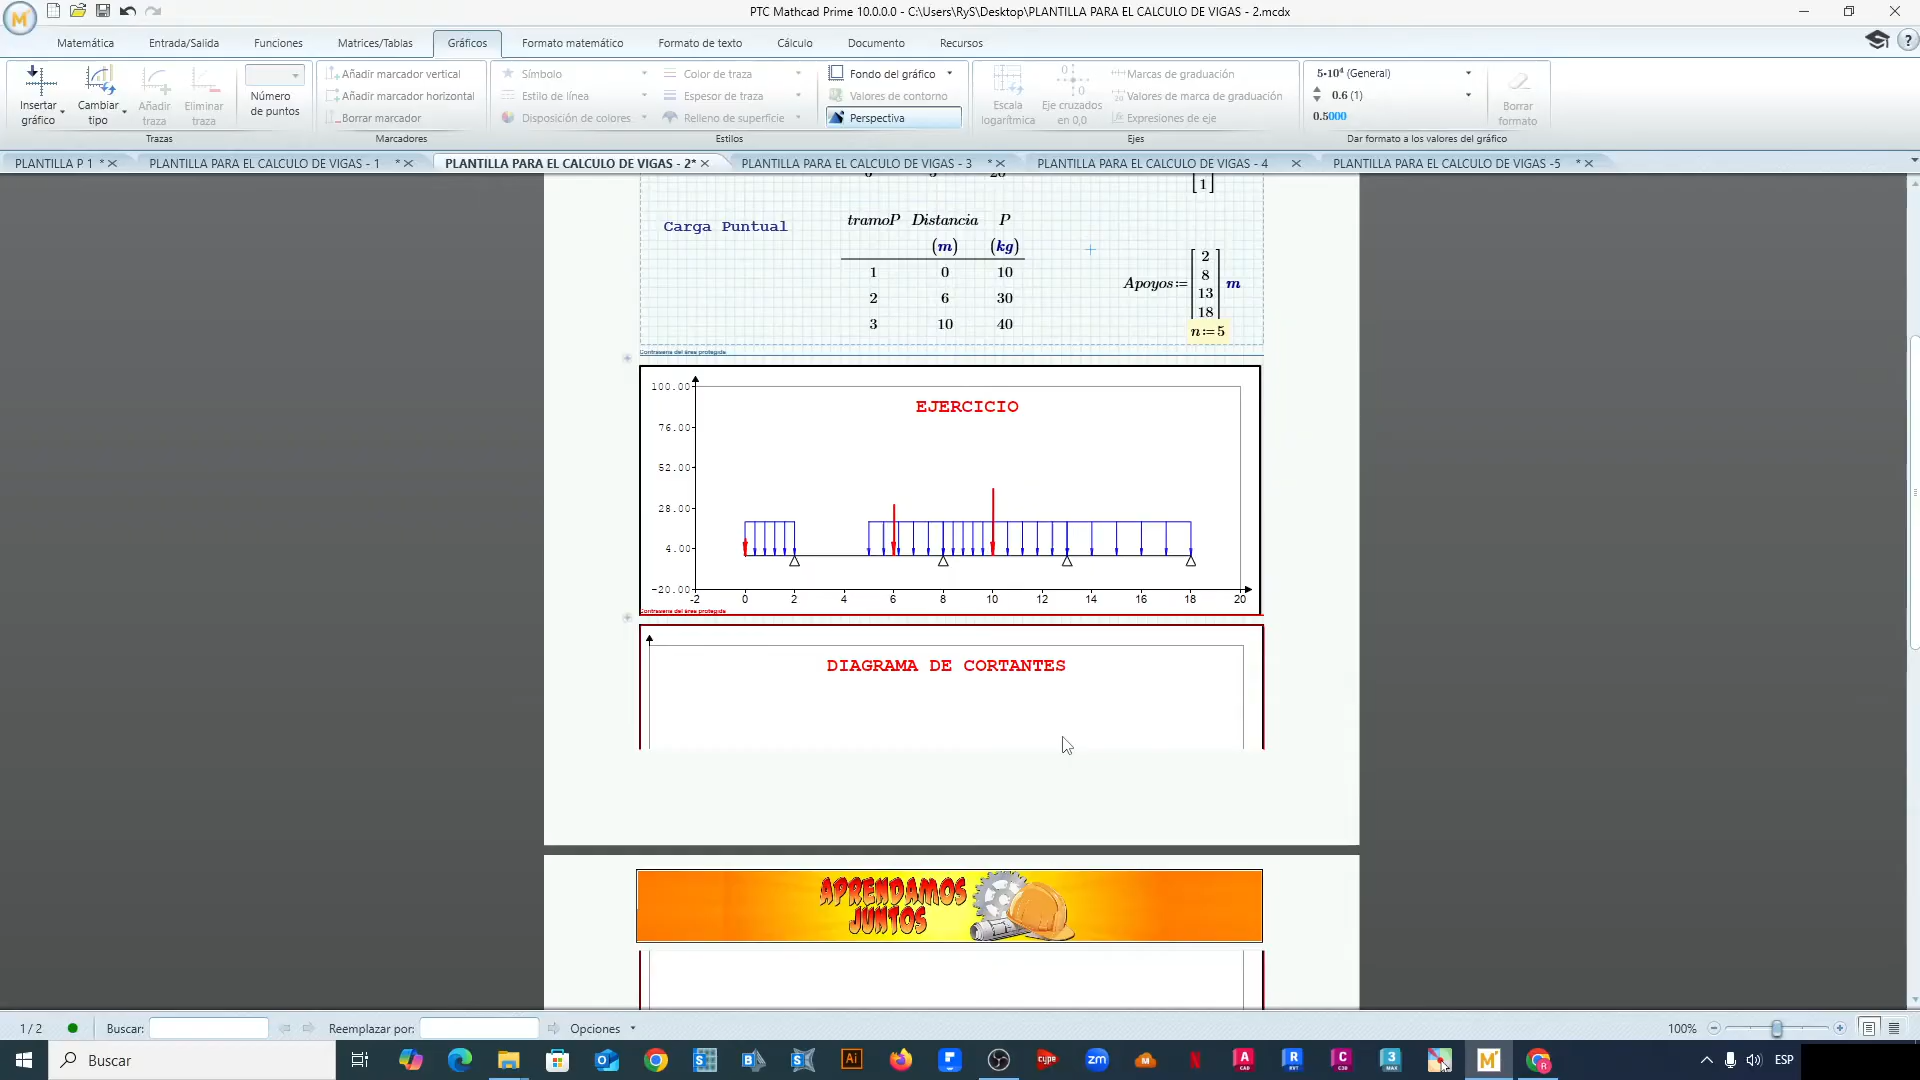 PTC Mathcad Prime 10.0.0.0 - C:\Users\RyS\Desktop\PLANTILLA PARA EL CALCULO DE VIGAS - 2.mcdx
Matemática Entrada/Salida Funciones Matrices/Tablas Gráficos Formato matemático Formato de texto Cálculo Documento Recursos
Insertar gráfico
Cambiar tipo
Añadir traza
Eliminar traza
Número de puntos
Trazas
Añadir marcador vertical
Añadir marcador horizontal
Borrar marcador
Marcadores
Símbolo
Estilo de línea
Disposición de colores
Color de traza
Espesor de traza
Relleno de superficie
Estilos
Fondo del gráfico
Valores de contorno
Perspectiva
Escala logarítmica
Eje cruzados en 0,0
Marcas de graduación
Valores de marca de graduación
Expresiones de eje
Ejes
5•10⁴ (General)
0.6 (1)
0.5000
Borrar formato
Dar formato a los valores del gráfico
PLANTILLA P 1 * PLANTILLA PARA EL CALCULO DE VIGAS - 1 * PLANTILLA PARA EL CALCULO DE VIGAS - 2* PLANTILLA PARA EL CALCULO DE VIGAS - 3 * PLANTILLA PARA EL CALCULO DE VIGAS - 4 PLANTILLA PARA EL CALCULO DE VIGAS -5 *
[1]
Carga Puntual
tramoP Distancia P
(m) (kg)
1 0 10
2 6 30
3 10 40
Apoyos:= [2 8 13 18] m
n:=5
Contraseña del área protegida
EJERCICIO
100.00
76.00
52.00
28.00
4.00
-20.00
-2 0 2 4 6 8 10 12 14 16 18 20
Contraseña del área protegida
DIAGRAMA DE CORTANTES
APRENDAMOS
JUNTOS
1 / 2 Buscar: Reemplazar por: Opciones 100%
Buscar
ESP